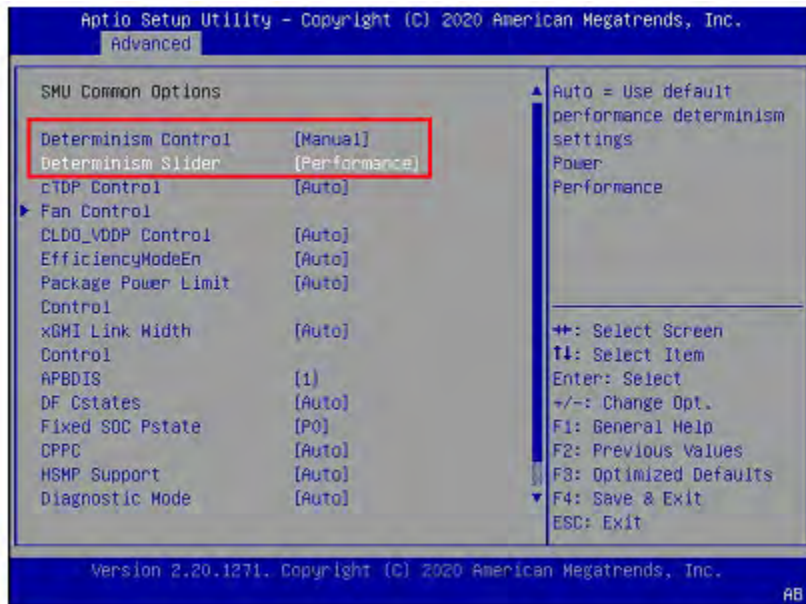 Aptio Setup Utility - Copyright (C) 2020 American Megatrends, Inc.
Advanced
SMU Common Options
Determinism Control [Manual]
Determinism Slider [Performance]
cTDP Control [Auto]
Fan Control
CLDO_VDDP Control [Auto]
EfficiencyModeEn [Auto]
Package Power Limit [Auto]
Control
xGMI Link Width [Auto]
Control
APBDIS [1]
DF Cstates [Auto]
Fixed SOC Pstate [P0]
CPPC [Auto]
HSMP Support [Auto]
Diagnostic Mode [Auto]
Auto = Use default
performance determinism
settings
Power
Performance
↔: Select Screen
↑↓: Select Item
Enter: Select
+/-: Change Opt.
F1: General Help
F2: Previous Values
F3: Optimized Defaults
F4: Save & Exit
ESC: Exit
Version 2.20.1271. Copyright (C) 2020 American Megatrends, Inc.
AB